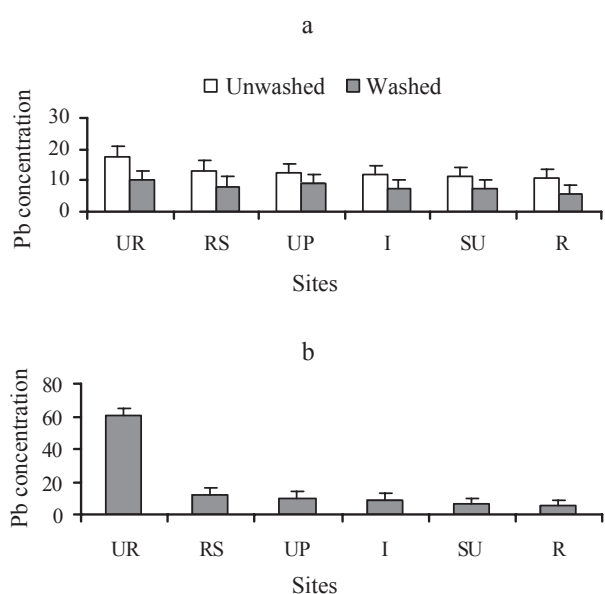 a
Unwashed Washed
Pb concentration
30
20
10
0
UR RS UP I SU R
Sites
b
Pb concentration
80
60
40
20
0
UR RS UP I SU R
Sites